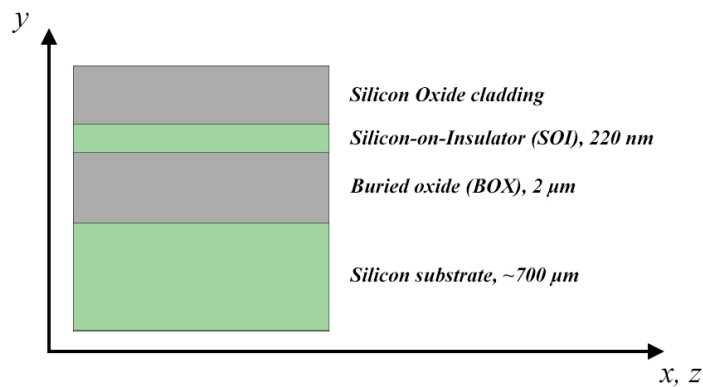 y
Silicon Oxide cladding
Silicon-on-Insulator (SOI), 220 nm
Buried oxide (BOX), 2 μm
Silicon substrate, ~700 μm
x, z